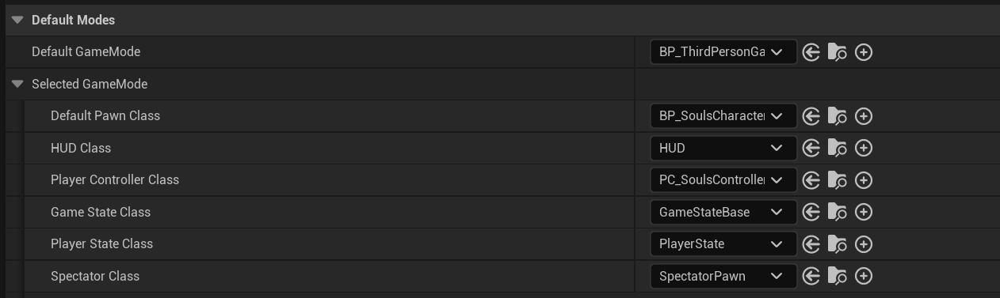 Default Modes
Default GameMode BP_ThirdPersonGa
Selected GameMode
Default Pawn Class BP_SoulsCharacter
HUD Class HUD
Player Controller Class PC_SoulsController
Game State Class GameStateBase
Player State Class PlayerState
Spectator Class SpectatorPawn